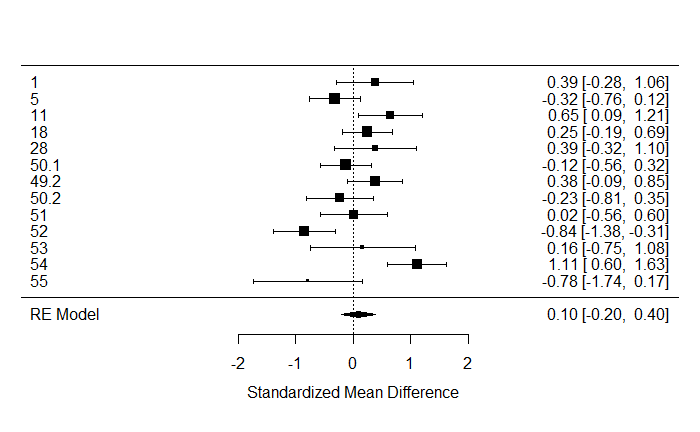 1 0.39 [-0.28, 1.06]
5 -0.32 [-0.76, 0.12]
11 0.65 [ 0.09, 1.21]
18 0.25 [-0.19, 0.69]
28 0.39 [-0.32, 1.10]
50.1 -0.12 [-0.56, 0.32]
49.2 0.38 [-0.09, 0.85]
50.2 -0.23 [-0.81, 0.35]
51 0.02 [-0.56, 0.60]
52 -0.84 [-1.38, -0.31]
53 0.16 [-0.75, 1.08]
54 1.11 [ 0.60, 1.63]
55 -0.78 [-1.74, 0.17]
RE Model 0.10 [-0.20, 0.40]
-2 -1 0 1 2
Standardized Mean Difference